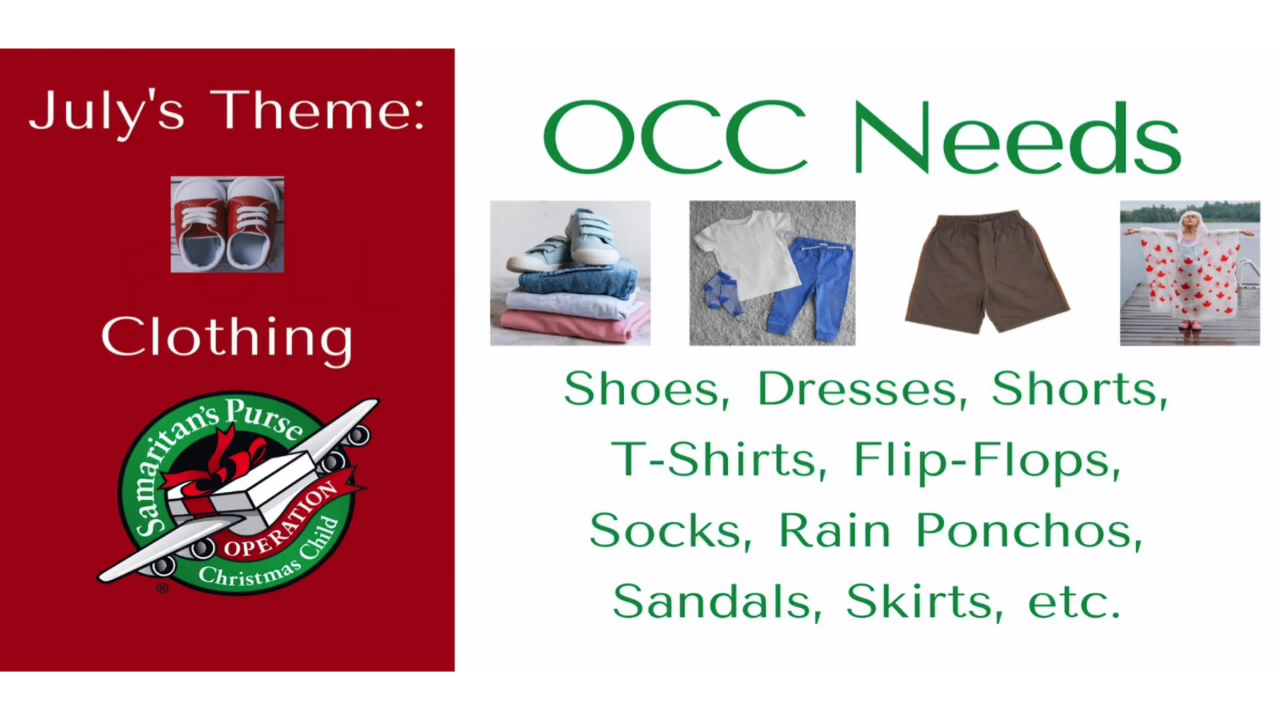 July's Theme:
Clothing
Samaritan's Purse
OPERATION
Christmas Child
®
OCC Needs
Shoes, Dresses, Shorts,
T-Shirts, Flip-Flops,
Socks, Rain Ponchos,
Sandals, Skirts, etc.